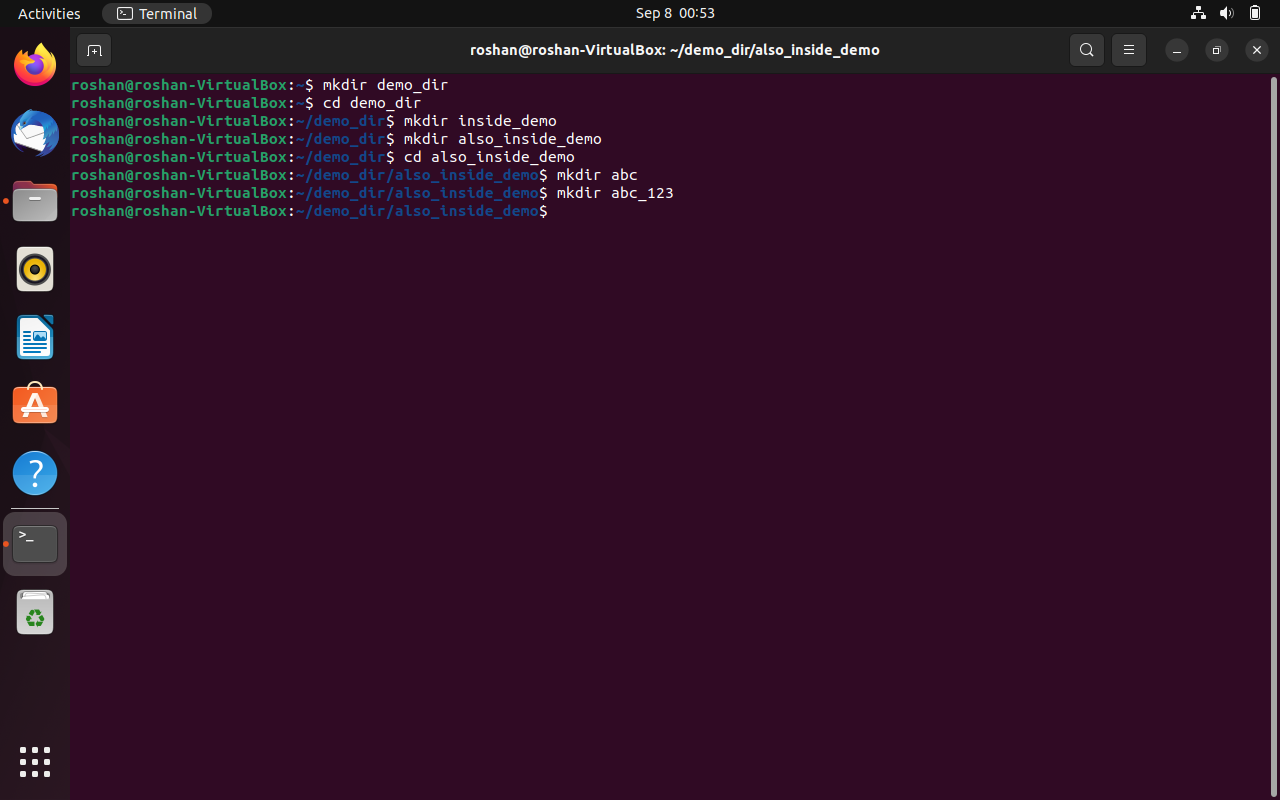 Activities Terminal Sep 8 00:53
roshan@roshan-VirtualBox: ~/demo_dir/also_inside_demo
roshan@roshan-VirtualBox:~$ mkdir demo_dir
roshan@roshan-VirtualBox:~$ cd demo_dir
roshan@roshan-VirtualBox:~/demo_dir$ mkdir inside_demo
roshan@roshan-VirtualBox:~/demo_dir$ mkdir also_inside_demo
roshan@roshan-VirtualBox:~/demo_dir$ cd also_inside_demo
roshan@roshan-VirtualBox:~/demo_dir/also_inside_demo$ mkdir abc
roshan@roshan-VirtualBox:~/demo_dir/also_inside_demo$ mkdir abc_123
roshan@roshan-VirtualBox:~/demo_dir/also_inside_demo$